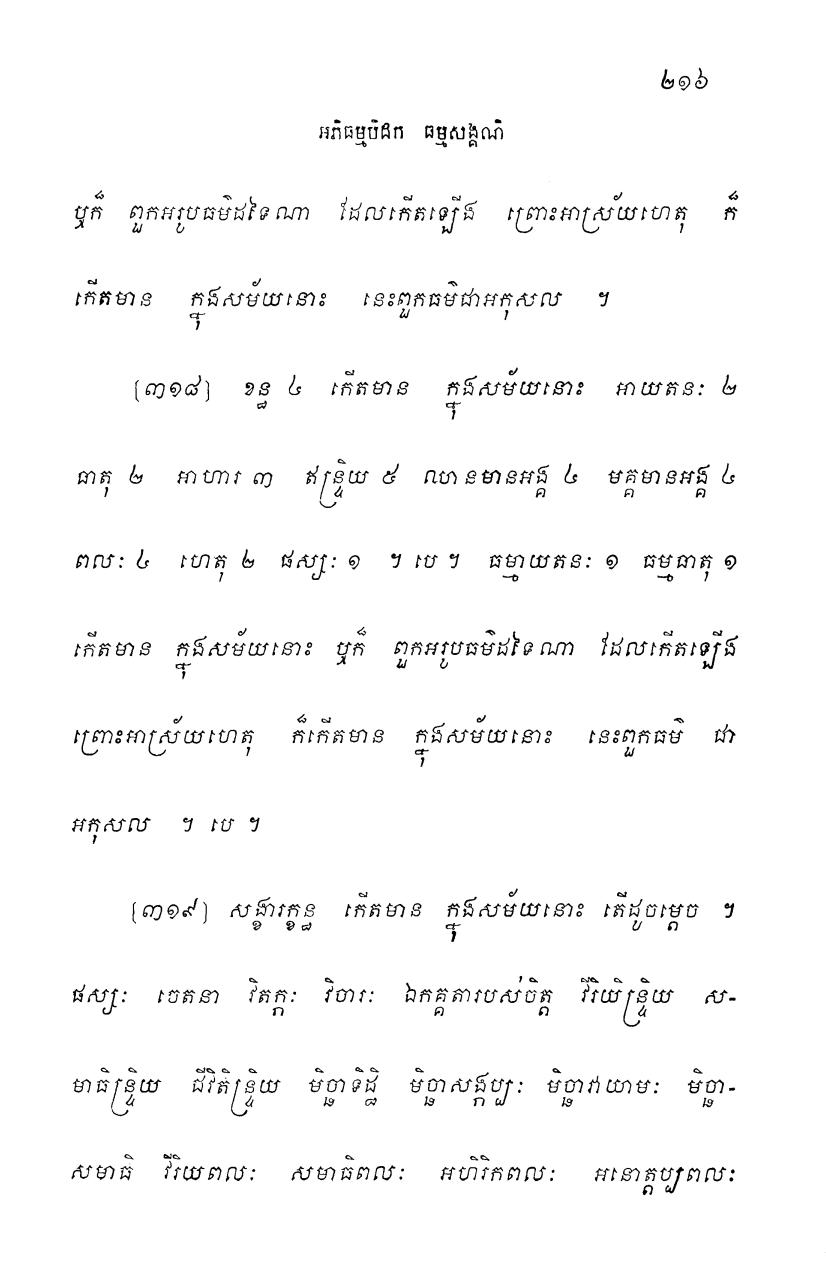 ២១៦
អភិធម្មបិដក ធម្មសង្គណិ
ឬក៏ ពួកអរូបធម៌ដទៃណា ដែលកើតឡើង ព្រោះអាស្រ័យហេតុ ក៏
កើតមាន ក្នុងសម័យនោះ នេះពួកធម៌ជាអកុសល ។
[៣១៨] ខន្ធ ៤ កើតមាន ក្នុងសម័យនោះ អាយតនៈ ២
ធាតុ ២ អាហារ ៣ ឥន្ទ្រិយ ៥ ឈានមានអង្គ ៤ មគ្គមានអង្គ ៤
ពលៈ ៤ ហេតុ ២ ផស្សៈ ១ ។ បេ ។ ធម្មាយតនៈ ១ ធម្មធាតុ ១
កើតមាន ក្នុងសម័យនោះ ឬក៏ ពួកអរូបធម៌ដទៃណា ដែលកើតឡើង
ព្រោះអាស្រ័យហេតុ ក៏កើតមាន ក្នុងសម័យនោះ នេះពួកធម៌ ជា
អកុសល ។ បេ ។
[៣១៩] សង្ខារក្ខន្ធ កើតមាន ក្នុងសម័យនោះ តើដូចម្តេច ។
ផស្សៈ ចេតនា វិតក្កៈ វិចារៈ ឯកគ្គតារបស់ចិត្ត វីរិយិន្ទ្រិយ ស-
មាធិន្ទ្រិយ ជីវិតិន្ទ្រិយ មិច្ឆាទិដ្ឋិ មិច្ឆាសង្កប្បៈ មិច្ឆាវាយាមៈ មិច្ឆា-
សមាធិ វីរិយពលៈ សមាធិពលៈ អហិរិកពលៈ អនោត្តប្បពលៈ